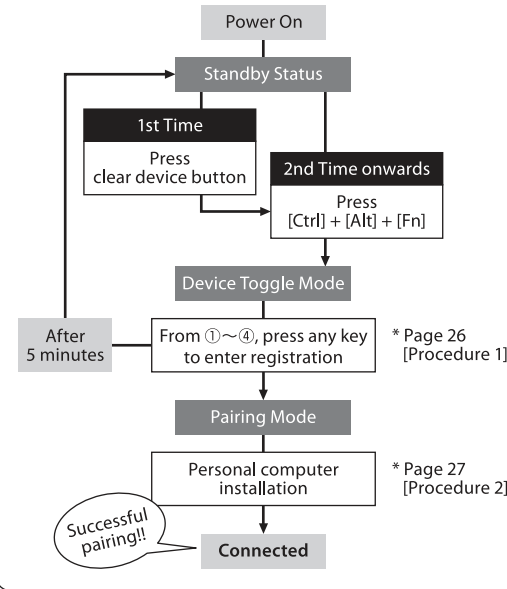 Power On
Standby Status
1st Time
Press
clear device button
2nd Time onwards
Press
[Ctrl] + [Alt] + [Fn]
Device Toggle Mode
After
5 minutes
From ①～④, press any key
to enter registration
* Page 26
[Procedure 1]
Pairing Mode
Personal computer
installation
* Page 27
[Procedure 2]
Successful
pairing!!
Connected